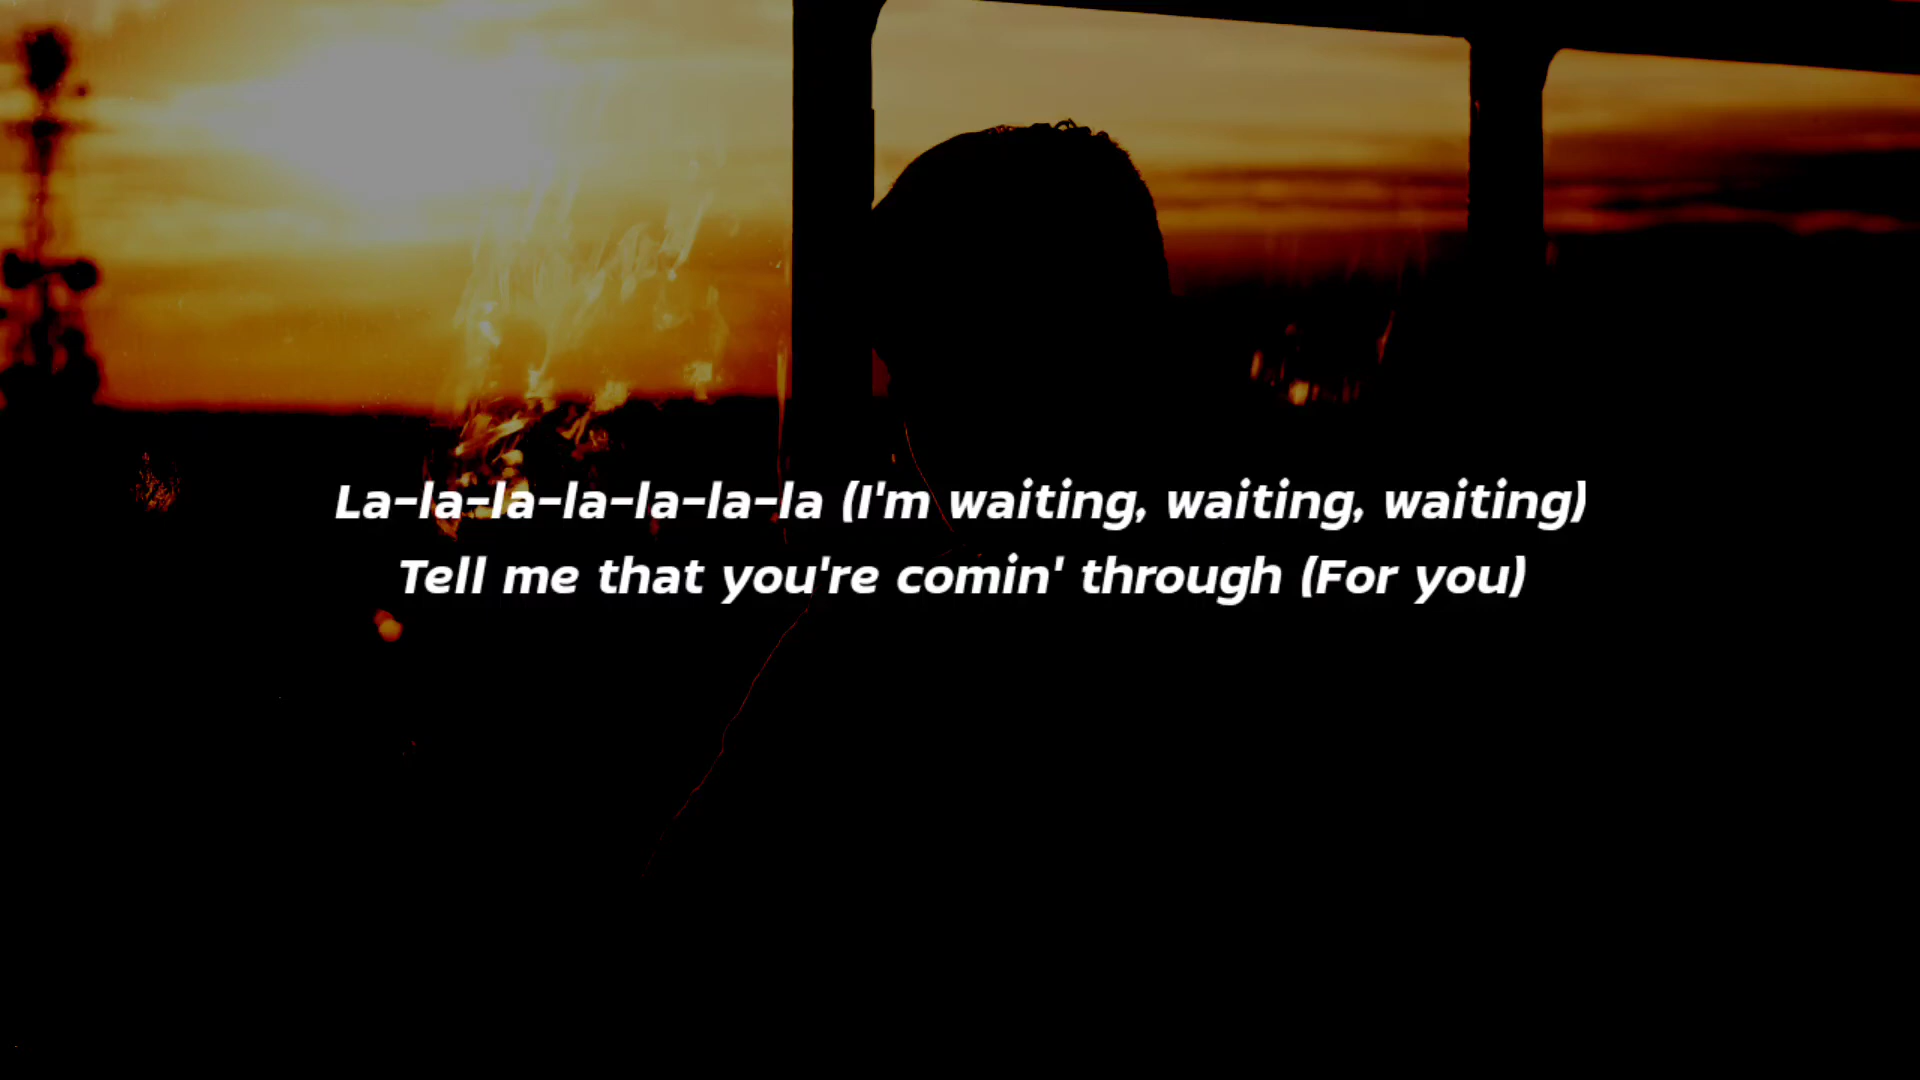 La-la-la-la-la-la-la (I'm waiting, waiting, waiting)
Tell me that you're comin' through (For you)